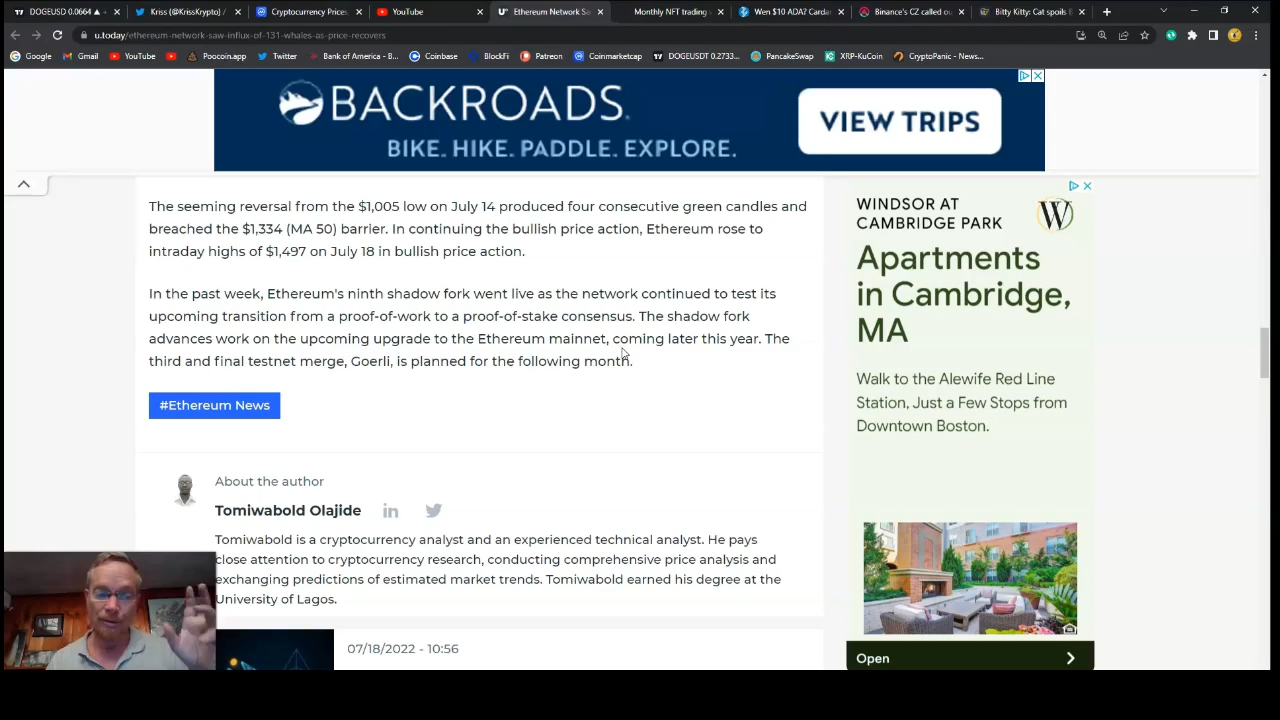 DOGEUSD 0.0664
Kriss (@KrissKrypto) /
Cryptocurrency Prices,
YouTube
Ethereum Network Sa
Monthly NFT trading
Wen $10 ADA? Carda
Binance's CZ called ou
Bitty Kitty: Cat spoils B
u.today/ethereum-network-saw-influx-of-131-whales-as-price-recovers
Google
Gmail
YouTube
Poocoin.app
Twitter
Bank of America - B...
Coinbase
BlockFi
Patreon
Coinmarketcap
DOGEUSDT 0.2733...
PancakeSwap
XRP-KuCoin
CryptoPanic - News...
BACKROADS.
BIKE. HIKE. PADDLE. EXPLORE.
VIEW TRIPS
The seeming reversal from the $1,005 low on July 14 produced four consecutive green candles and
breached the $1,334 (MA 50) barrier. In continuing the bullish price action, Ethereum rose to
intraday highs of $1,497 on July 18 in bullish price action.
In the past week, Ethereum's ninth shadow fork went live as the network continued to test its
upcoming transition from a proof-of-work to a proof-of-stake consensus. The shadow fork
advances work on the upcoming upgrade to the Ethereum mainnet, coming later this year. The
third and final testnet merge, Goerli, is planned for the following month.
#Ethereum News
About the author
Tomiwabold Olajide
in
Tomiwabold is a cryptocurrency analyst and an experienced technical analyst. He pays
close attention to cryptocurrency research, conducting comprehensive price analysis and
exchanging predictions of estimated market trends. Tomiwabold earned his degree at the
University of Lagos.
07/18/2022 - 10:56
WINDSOR AT
CAMBRIDGE PARK
W
Apartments
in Cambridge,
MA
Walk to the Alewife Red Line
Station, Just a Few Stops from
Downtown Boston.
Open